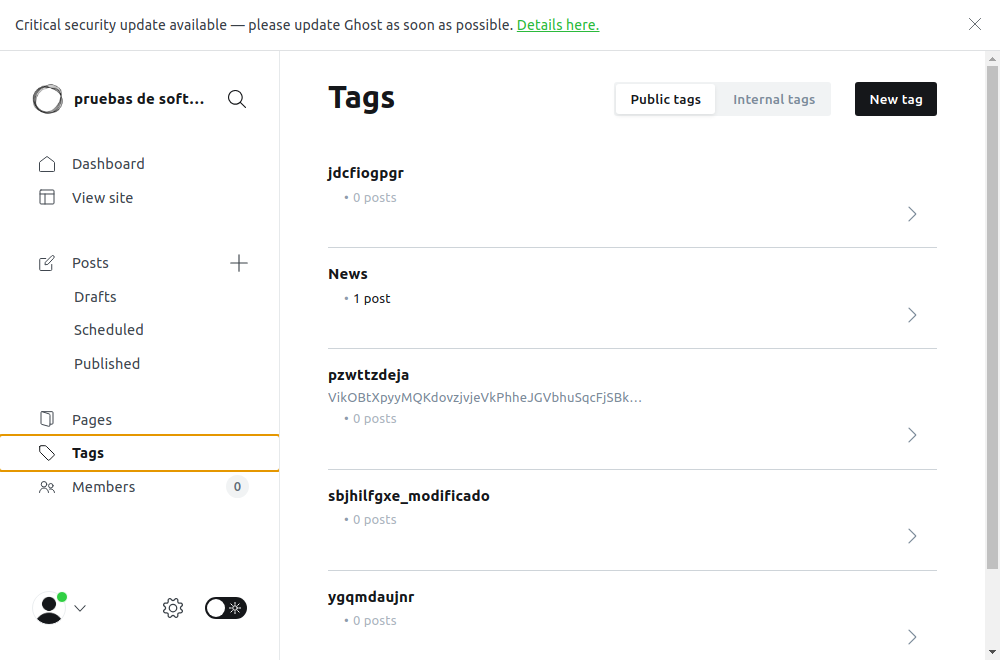 Critical security update available — please update Ghost as soon as possible. Details here.
pruebas de soft...
Dashboard
View site
Posts
Drafts
Scheduled
Published
Pages
Tags
Members 0
Tags
Public tags
Internal tags
New tag
jdcfiogpgr
• 0 posts
News
• 1 post
pzwttzdeja
VikOBtXpyyMQKdovzjvjeVkPhheJGVbhuSqcFjSBk...
• 0 posts
sbjhilfgxe_modificado
• 0 posts
ygqmdaujnr
• 0 posts